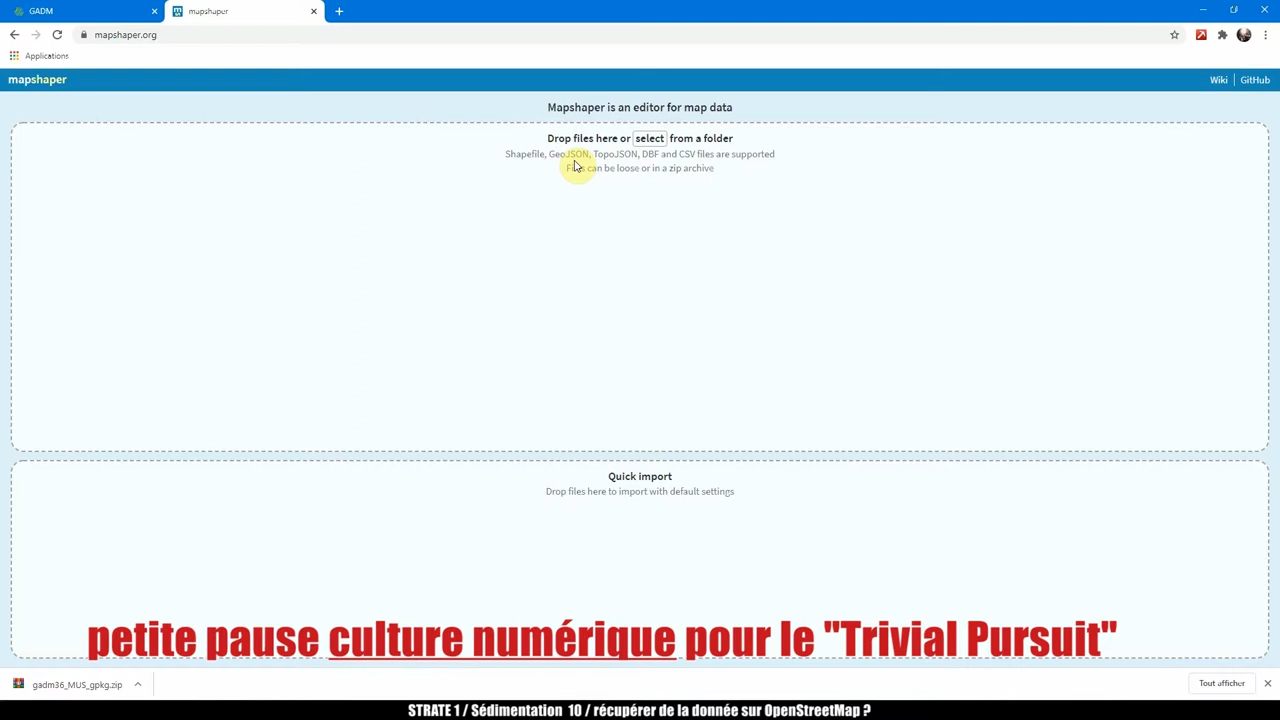 GADM
mapshaper
mapshaper.org
Applications
mapshaper
Wiki
GitHub
Mapshaper is an editor for map data
Drop files here or select from a folder
Shapefile, GeoJSON, TopoJSON, DBF and CSV files are supported
Files can be loose or in a zip archive
Quick import
Drop files here to import with default settings
petite pause culture numérique pour le "Trivial Pursuit"
gadm36_MUS_gpkg.zip
Tout afficher
STRATE 1 / Sédimentation 10 / récupérer de la donnée sur OpenStreetMap ?